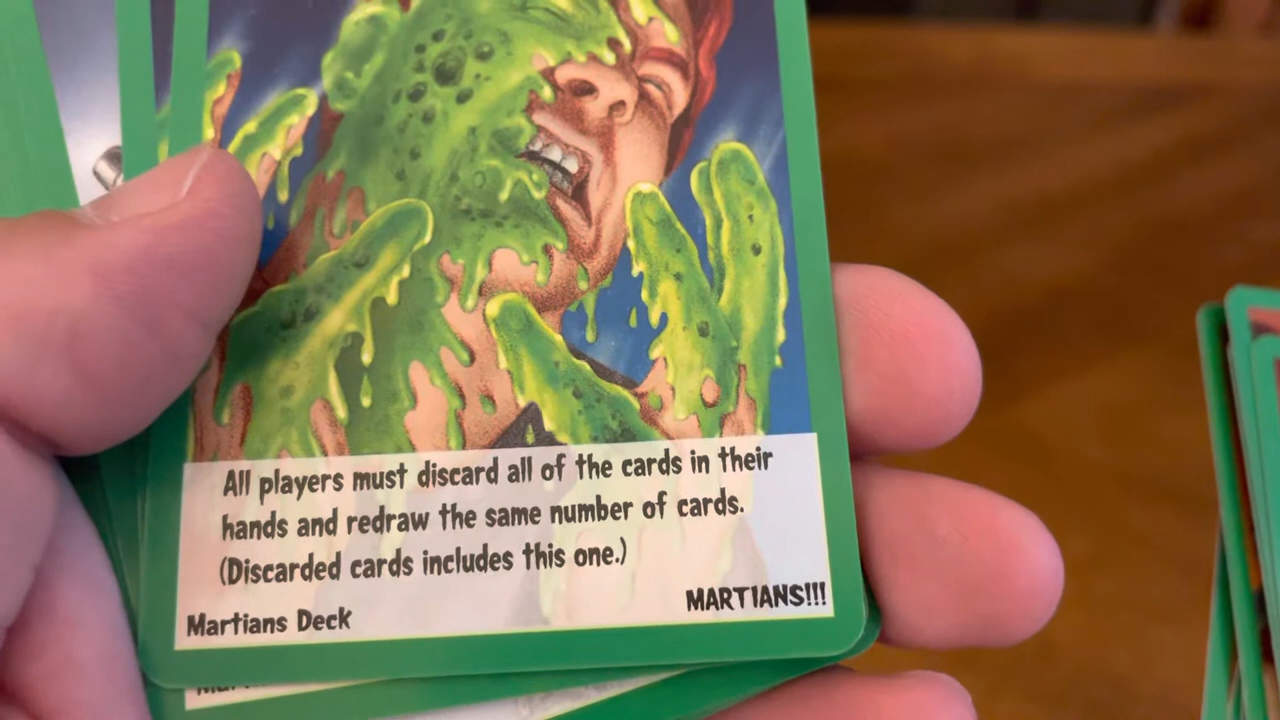 All players must discard all of the cards in their
hands and redraw the same number of cards.
(Discarded cards includes this one.)
MARTIANS!!!
Martians Deck